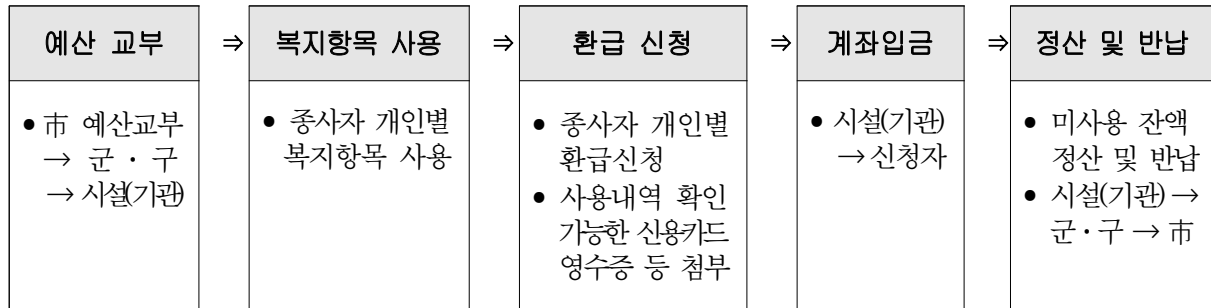 예산 교부 ⇒ 복지항목 사용 ⇒ 환급 신청 ⇒ 계좌입금 ⇒ 정산 및 반납
• 市 예산교부
→ 군 · 구
→ 시설(기관)
• 종사자 개인별
복지항목 사용
• 종사자 개인별
환급신청
• 사용내역 확인
가능한 신용카드
영수증 등 첨부
• 시설(기관)
→ 신청자
• 미사용 잔액
정산 및 반납
• 시설(기관) →
군 · 구 → 市